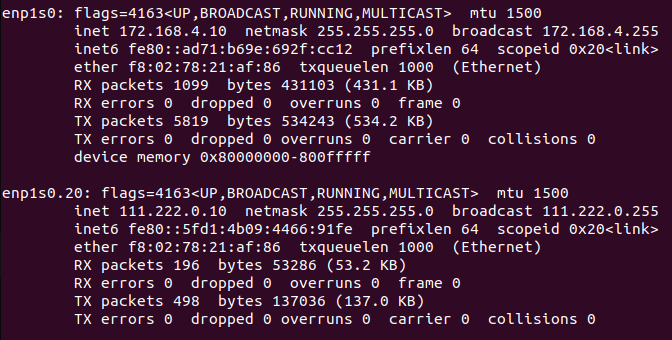 enp1s0: flags=4163<UP,BROADCAST,RUNNING,MULTICAST>  mtu 1500
        inet 172.168.4.10  netmask 255.255.255.0  broadcast 172.168.4.255
        inet6 fe80::ad71:b69e:692f:cc12  prefixlen 64  scopeid 0x20<link>
        ether f8:02:78:21:af:86  txqueuelen 1000  (Ethernet)
        RX packets 1099  bytes 431103 (431.1 KB)
        RX errors 0  dropped 0  overruns 0  frame 0
        TX packets 5819  bytes 534243 (534.2 KB)
        TX errors 0  dropped 0 overruns 0  carrier 0  collisions 0
        device memory 0x80000000-800fffff
enp1s0.20: flags=4163<UP,BROADCAST,RUNNING,MULTICAST>  mtu 1500
        inet 111.222.0.10  netmask 255.255.255.0  broadcast 111.222.0.255
        inet6 fe80::5fd1:4b09:4466:91fe  prefixlen 64  scopeid 0x20<link>
        ether f8:02:78:21:af:86  txqueuelen 1000  (Ethernet)
        RX packets 196  bytes 53286 (53.2 KB)
        RX errors 0  dropped 0  overruns 0  frame 0
        TX packets 498  bytes 137036 (137.0 KB)
        TX errors 0  dropped 0 overruns 0  carrier 0  collisions 0